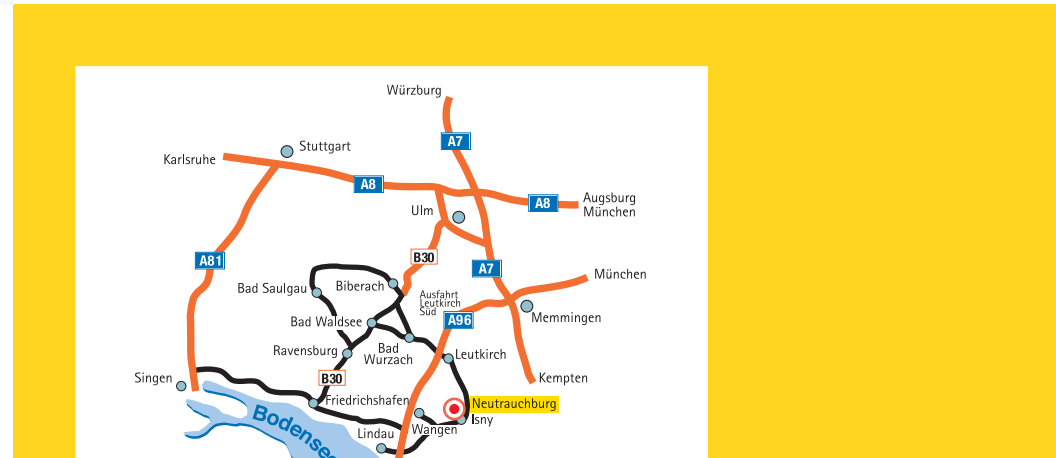 Würzburg
A7
Stuttgart
Karlsruhe
A8
A8
Augsburg
München
Ulm
B30
A81
A7
München
Bad Saulgau
Biberach
Ausfahrt
Leutkirch
Süd
Bad Waldsee
A96
Memmingen
Ravensburg
Bad
Wurzach
Leutkirch
Singen
B30
Kempten
Friedrichshafen
Neutrauchburg
Isny
Bodensee
Lindau
Wangen